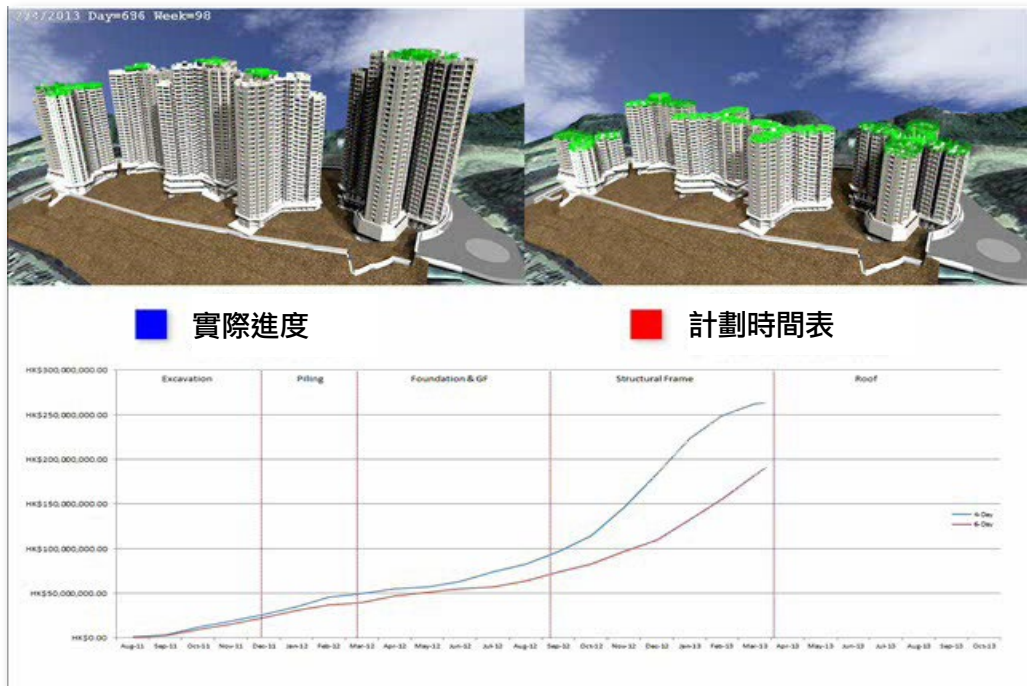 2/4/2013 Day=696 Week=98
實際進度
計劃時間表
HK$300,000,000.00
Excavation
Piling
Foundation & GF
Structural Frame
Roof
HK$250,000,000.00
HK$200,000,000.00
HK$150,000,000.00
4-Day
6-Day
HK$100,000,000.00
HK$50,000,000.00
HK$0.00
Aug-11 Sep-11 Oct-11 Nov-11 Dec-11 Jan-12 Feb-12 Mar-12 Apr-12 May-12 Jun-12 Jul-12 Aug-12 Sep-12 Oct-12 Nov-12 Dec-12 Jan-13 Feb-13 Mar-13 Apr-13 May-13 Jun-13 Jul-13 Aug-13 Sep-13 Oct-13